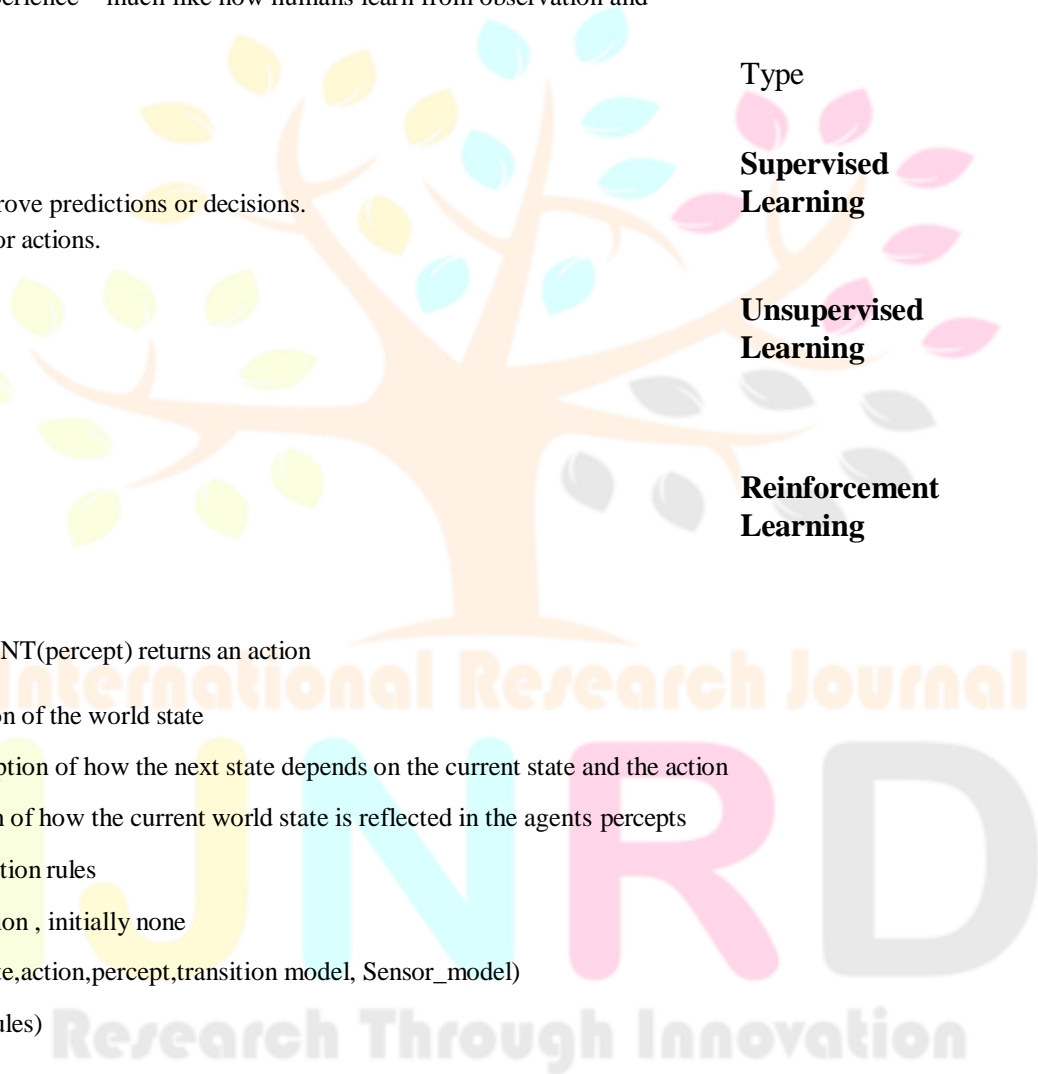 much like how humans learn from observation and
Type
Supervised
Learning
prove predictions or decisions.
or actions.
Unsupervised
Learning
Reinforcement
Learning
NT(percept) returns an action
International Research Journal
on of the world state
ption of how the next state depends on the current state and the action
n of how the current world state is reflected in the agents percepts
tion rules
ion , initially none
te,action,percept,transition model, Sensor_model)
ules)
IJNRD
Research Through Innovation